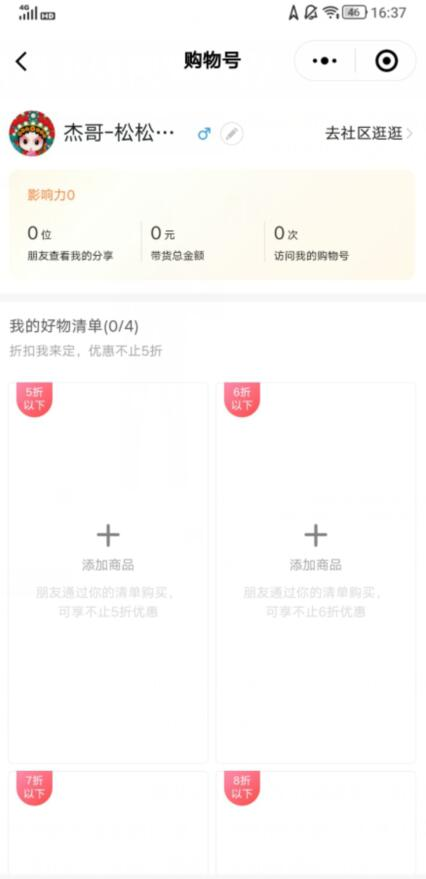 4G HD 46 16:37
购物号
杰哥-松松… 去社区逛逛
影响力0
0位 0元 0次
朋友查看我的分享 带货总金额 访问我的购物号
我的好物清单(0/4)
折扣我来定，优惠不止5折
5折 6折
以下 以下
添加商品 添加商品
朋友通过你的清单购买， 朋友通过你的清单购买，
可享不止5折优惠 可享不止6折优惠
7折 8折
以下 以下